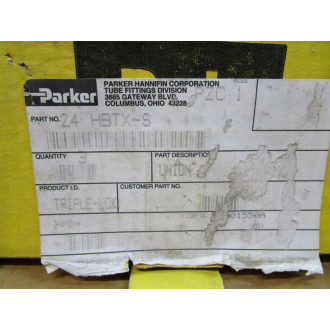 PARKER HANNIFIN CORPORATION
TUBE FITTINGS DIVISION
3885 GATEWAY BLVD.
COLUMBUS, OHIO 43228
Parker
PART NO. 24 HBTX-S
QUANTITY 3
PART DESCRIPTION
UNION
PRODUCT I.D.
CUSTOMER PART NO.
TRIPLE-LOK